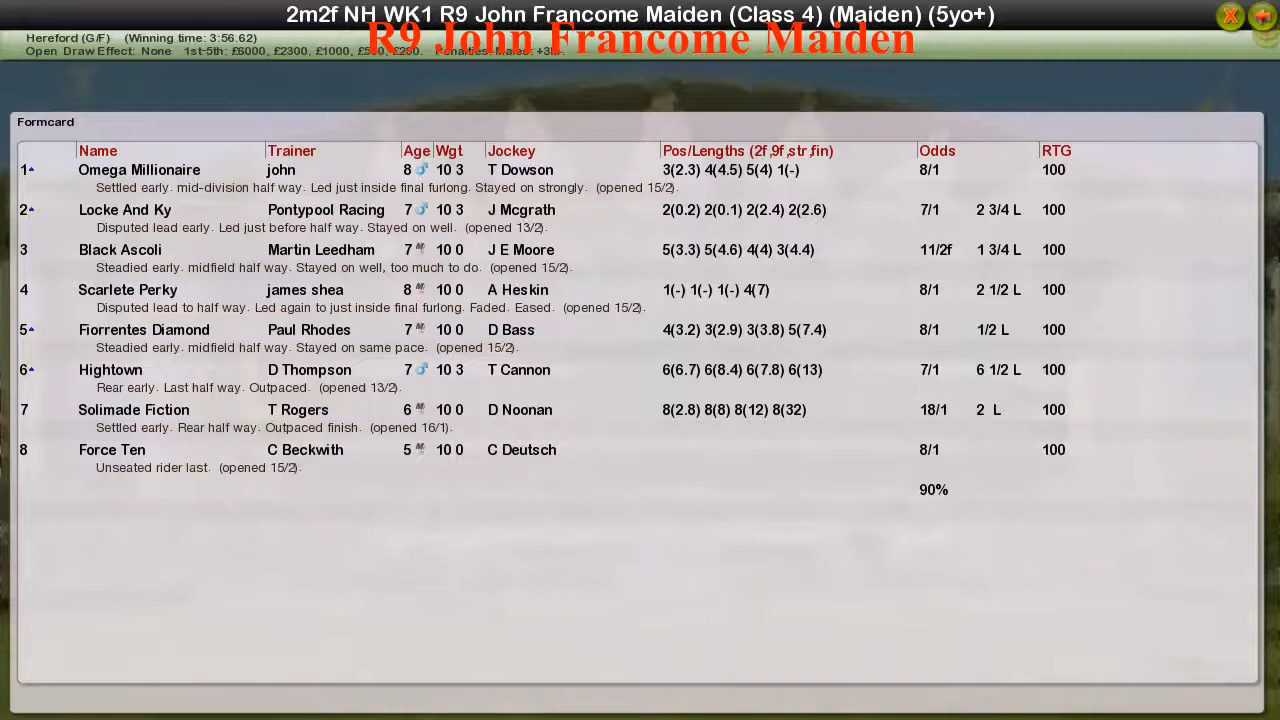 2m2f NH WK1 R9 John Francome Maiden (Class 4) (Maiden) (5yo+)
R9 John Francome Maiden
Hereford (G/F) (Winning time: 3:56.62)
Open Draw Effect: None 1st-5th: £6000, £2300, £1000, £500, £200. Penalties: Males: +3lb.
Formcard
Name Trainer Age Wgt Jockey Pos/Lengths (2f,9f,str,fin) Odds RTG
1 Omega Millionaire john 8 10 3 T Dowson 3(2.3) 4(4.5) 5(4) 1(-) 8/1 100
Settled early. mid-division half way. Led just inside final furlong. Stayed on strongly. (opened 15/2).
2 Locke And Ky Pontypool Racing 7 10 3 J Mcgrath 2(0.2) 2(0.1) 2(2.4) 2(2.6) 7/1 2 3/4 L 100
Disputed lead early. Led just before half way. Stayed on well. (opened 13/2).
3 Black Ascoli Martin Leedham 7 10 0 J E Moore 5(3.3) 5(4.6) 4(4) 3(4.4) 11/2f 1 3/4 L 100
Steadied early. midfield half way. Stayed on well, too much to do. (opened 15/2).
4 Scarlete Perky james shea 8 10 0 A Heskin 1(-) 1(-) 1(-) 4(7) 8/1 2 1/2 L 100
Disputed lead to half way. Led again to just inside final furlong. Faded. Eased. (opened 15/2).
5 Fiorrentes Diamond Paul Rhodes 7 10 0 D Bass 4(3.2) 3(2.9) 3(3.8) 5(7.4) 8/1 1/2 L 100
Steadied early. midfield half way. Stayed on same pace. (opened 15/2).
6 Hightown D Thompson 7 10 3 T Cannon 6(6.7) 6(8.4) 6(7.8) 6(13) 7/1 6 1/2 L 100
Rear early. Last half way. Outpaced. (opened 13/2).
7 Solimade Fiction T Rogers 6 10 0 D Noonan 8(2.8) 8(8) 8(12) 8(32) 18/1 2 L 100
Settled early. Rear half way. Outpaced finish. (opened 16/1).
8 Force Ten C Beckwith 5 10 0 C Deutsch 8/1 100
Unseated rider last. (opened 15/2).
90%